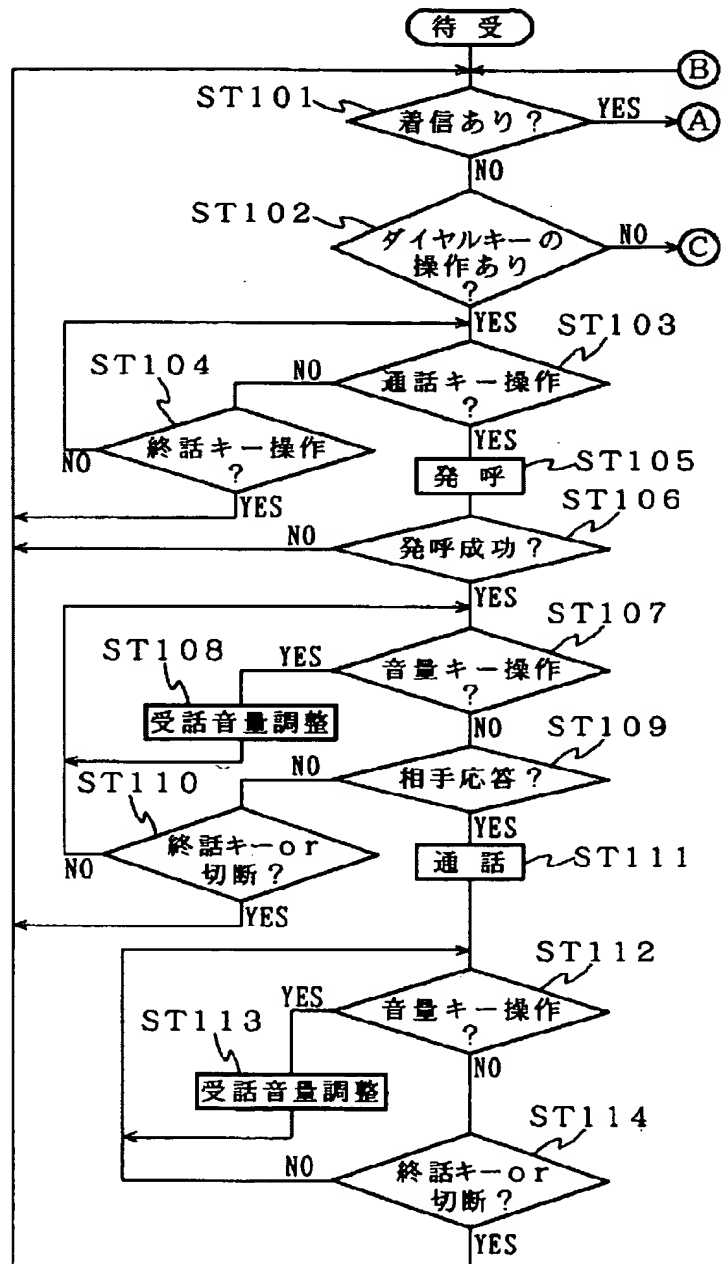 待受
B
ST101
着信あり?
YES
A
NO
ST102
ダイヤルキーの
操作あり
?
NO
C
YES
ST103
通話キー操作
?
NO
ST104
終話キー操作
?
NO
YES
YES
発呼
ST105
ST106
発呼成功?
NO
YES
ST107
音量キー操作
?
YES
ST108
受話音量調整
NO
ST109
相手応答?
NO
ST110
終話キーor
切断?
NO
YES
YES
通話
ST111
ST112
音量キー操作
?
YES
ST113
受話音量調整
NO
ST114
終話キーor
切断?
NO
YES